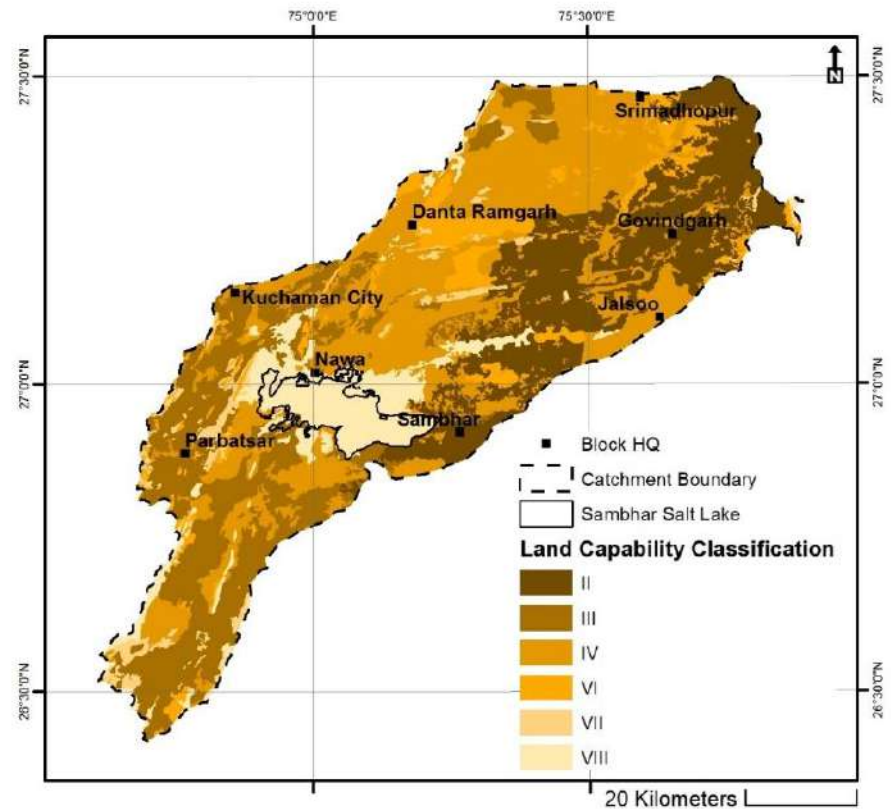 75°0'0"E
75°30'0"E
27°30'0"N
27°30'0"N
N
Srimadhopur
Danta Ramgarh
Govindgarh
Kuchaman City
Jalsoo
Nawa
27°0'0"N
27°0'0"N
Sambhar
Parbatsar
Block HQ
Catchment Boundary
Sambhar Salt Lake
Land Capability Classification
II
III
IV
VI
VII
VIII
26°30'0"N
26°30'0"N
20 Kilometers